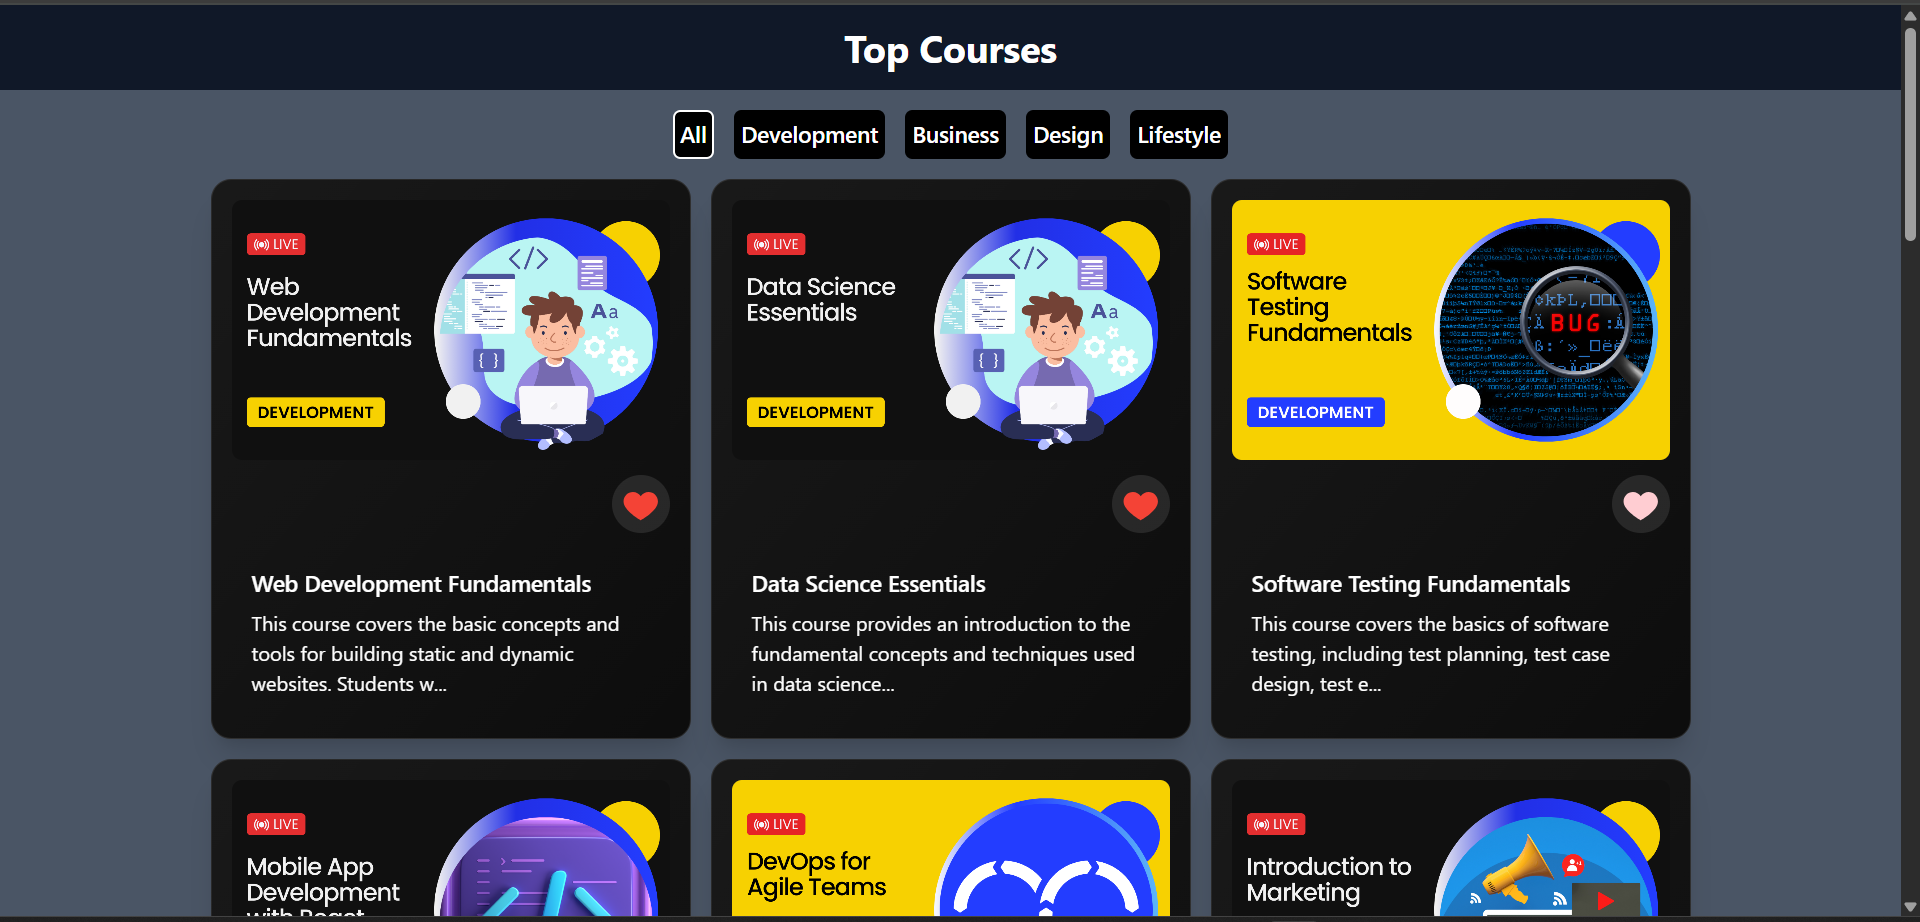 Top Courses
All
Development
Business
Design
Lifestyle
LIVE
Web
Development
Fundamentals
DEVELOPMENT
</>
Aa
{ }
Web Development Fundamentals
This course covers the basic concepts and
tools for building static and dynamic
websites. Students w...
LIVE
Data Science
Essentials
DEVELOPMENT
</>
Aa
{ }
Data Science Essentials
This course provides an introduction to the
fundamental concepts and techniques used
in data science...
LIVE
Software
Testing
Fundamentals
DEVELOPMENT
BUG
Software Testing Fundamentals
This course covers the basics of software
testing, including test planning, test case
design, test e...
LIVE
Mobile App
Development
with React
LIVE
DevOps for
Agile Teams
LIVE
Introduction to
Marketing